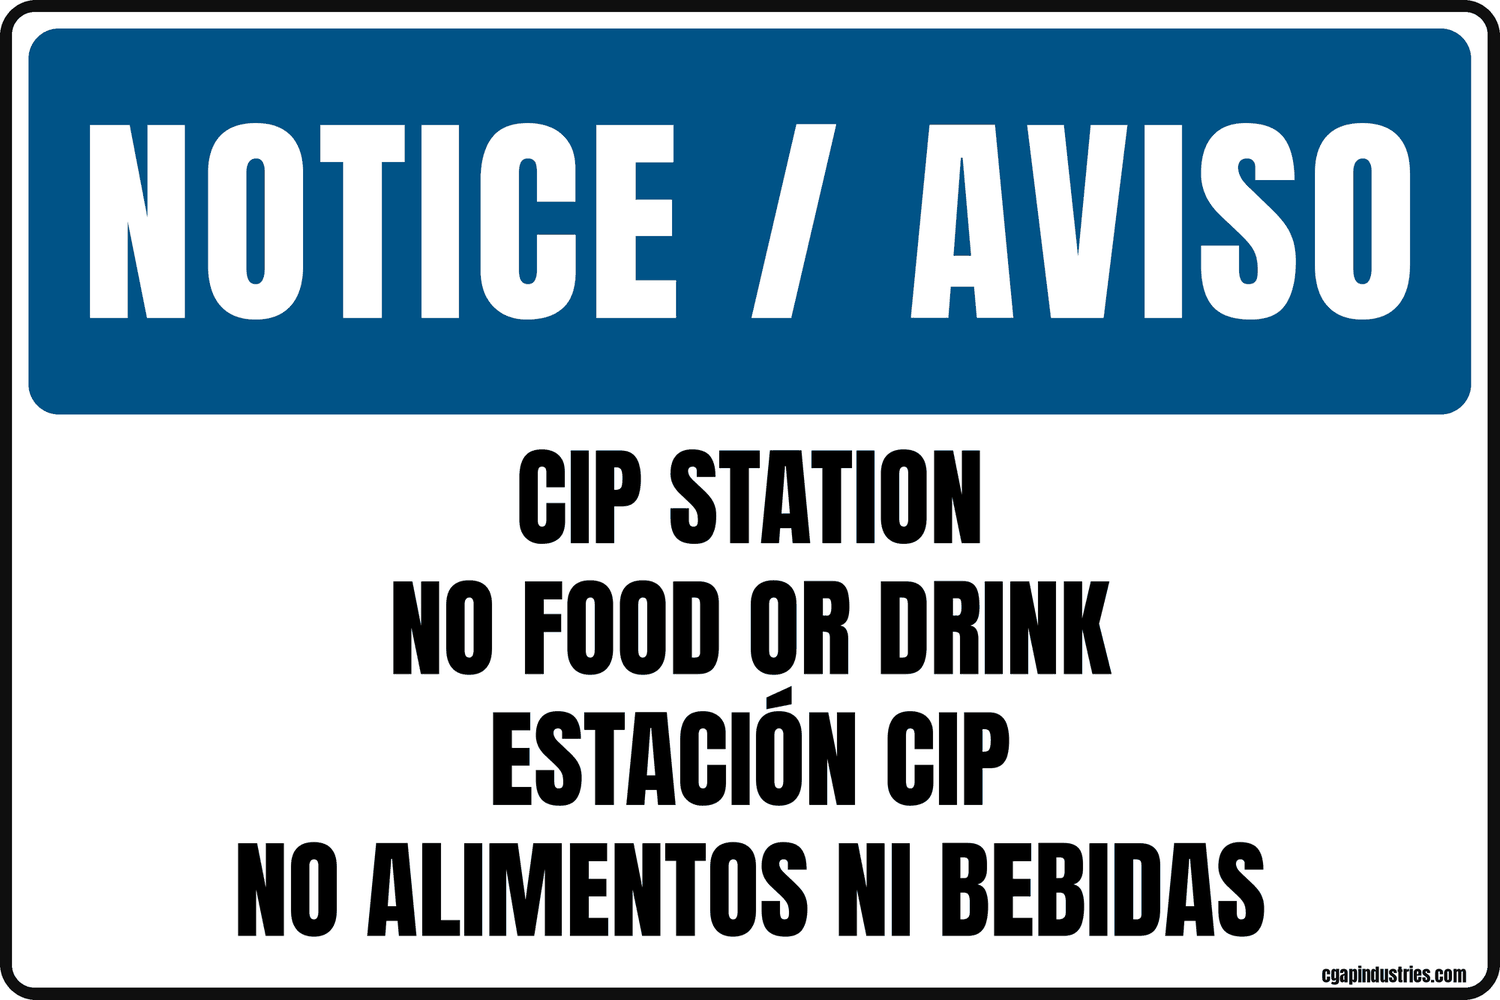 NOTICE / AVISO
CIP STATION
NO FOOD OR DRINK
ESTACIÓN CIP
NO ALIMENTOS NI BEBIDAS
cgapindustries.com